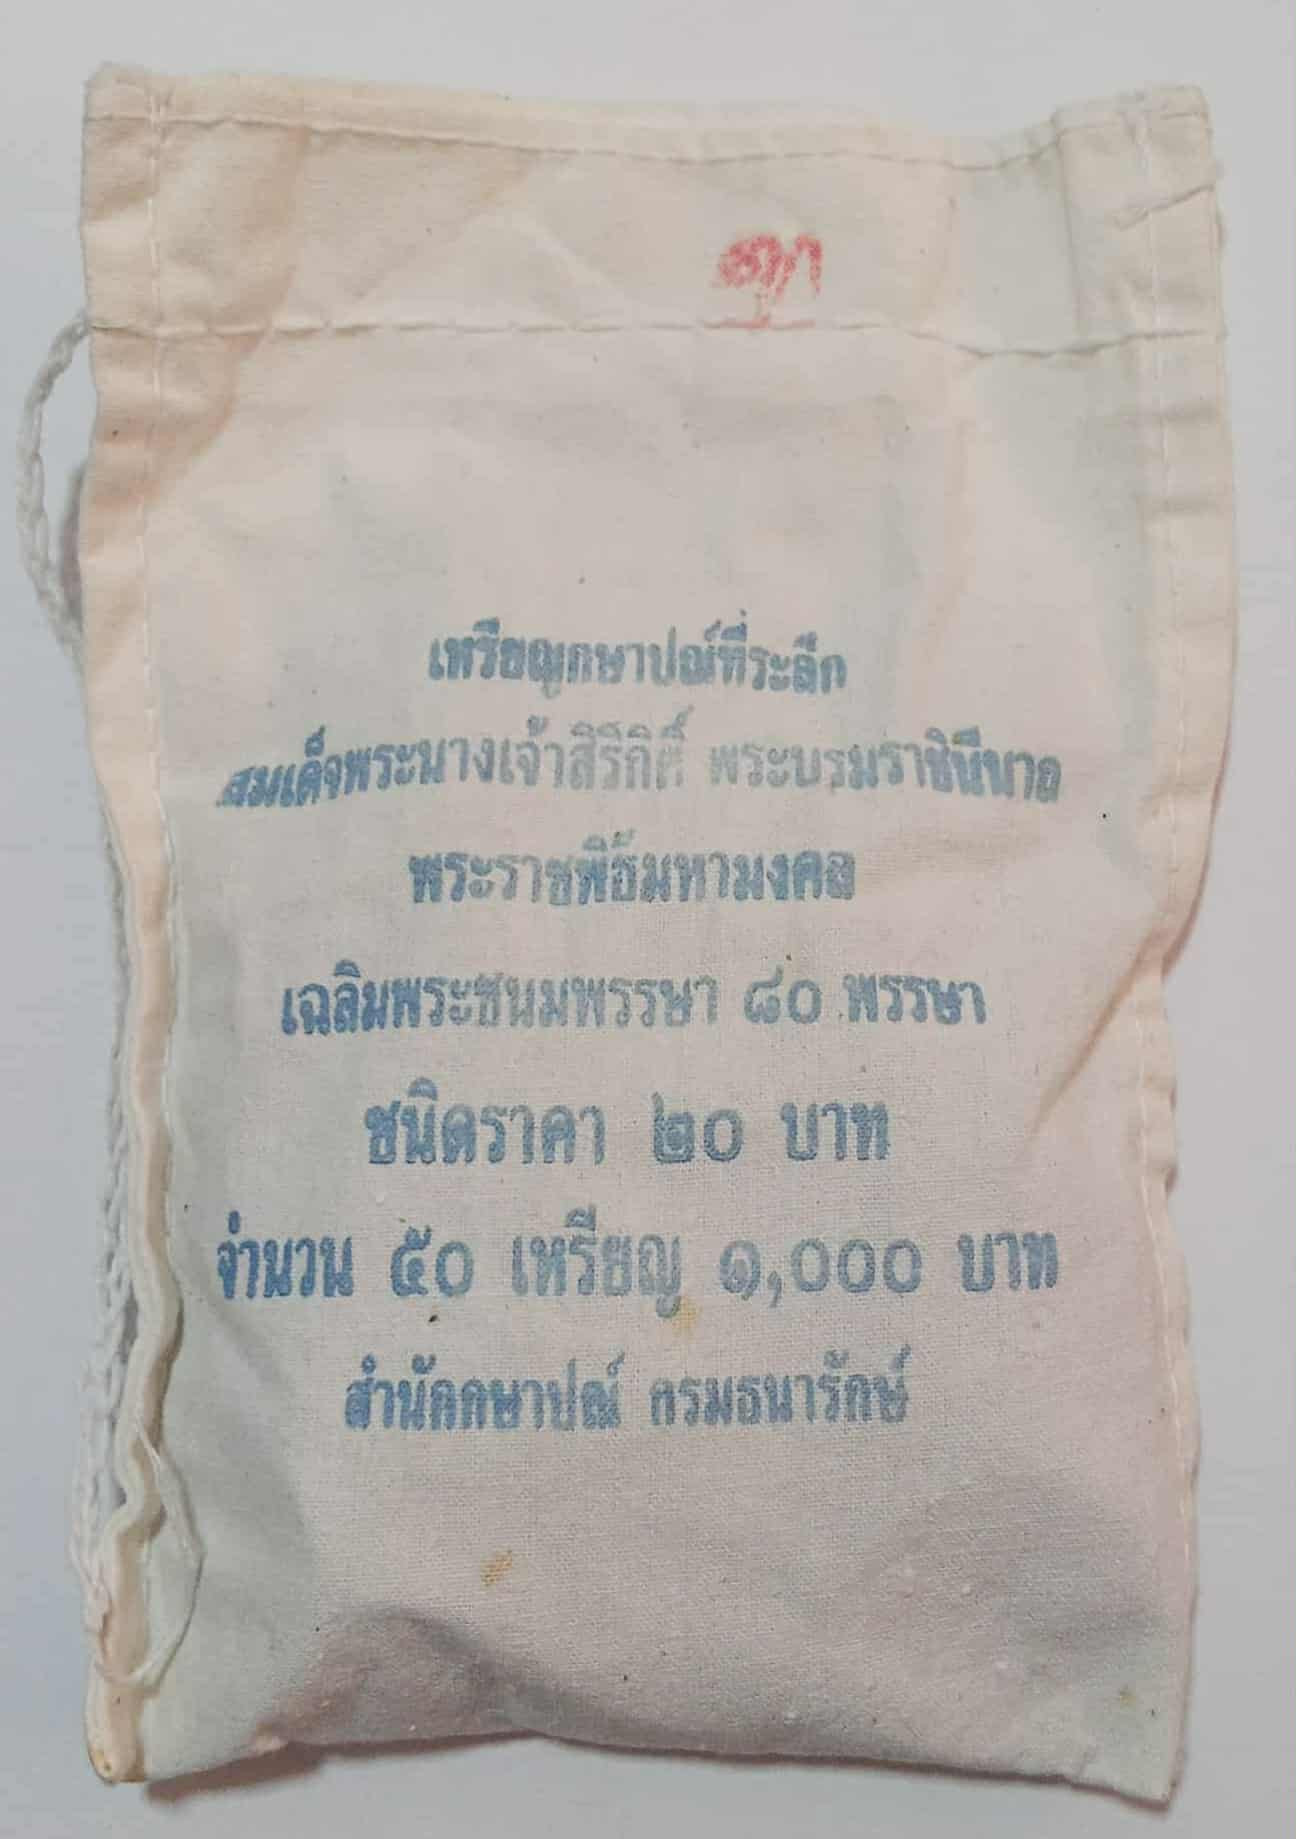 เหรียญกษาปณ์ที่ระลึก
สมเด็จพระนางเจ้าสิริกิติ์ พระบรมราชินีนาถ
พระราชพิธีมหามงคล
เฉลิมพระชนมพรรษา ๘๐ พรรษา
ชนิดราคา ๒๐ บาท
จำนวน ๕๐ เหรียญ ๑,๐๐๐ บาท
สำนักกษาปณ์ กรมธนารักษ์